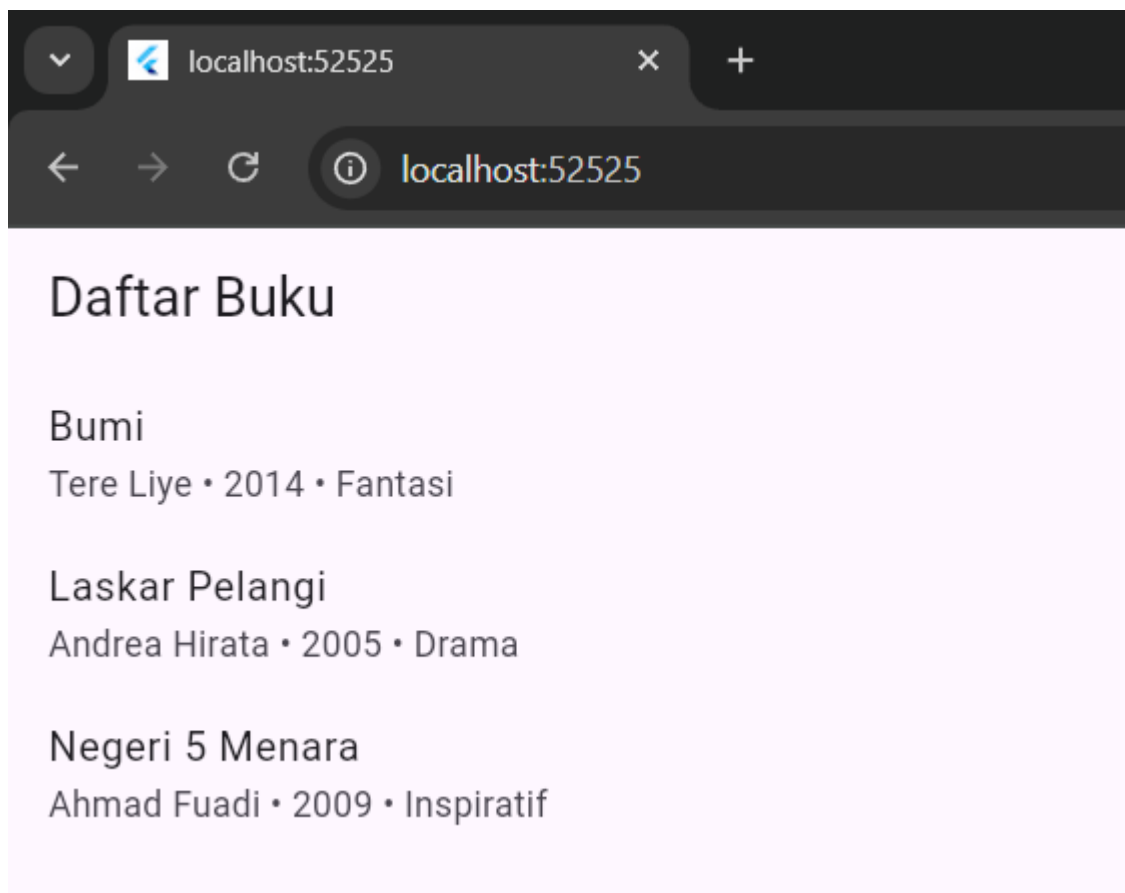 localhost:52525
localhost:52525
Daftar Buku
Bumi
Tere Liye • 2014 • Fantasi
Laskar Pelangi
Andrea Hirata • 2005 • Drama
Negeri 5 Menara
Ahmad Fuadi • 2009 • Inspiratif